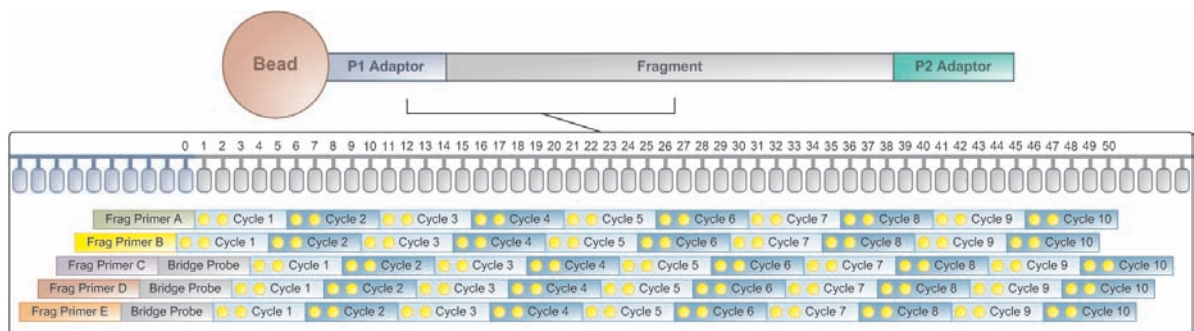 Bead P1 Adaptor Fragment P2 Adaptor
0 1 2 3 4 5 6 7 8 9 10 11 12 13 14 15 16 17 18 19 20 21 22 23 24 25 26 27 28 29 30 31 32 33 34 35 36 37 38 39 40 41 42 43 44 45 46 47 48 49 50
Frag Primer A Cycle 1 Cycle 2 Cycle 3 Cycle 4 Cycle 5 Cycle 6 Cycle 7 Cycle 8 Cycle 9 Cycle 10
Frag Primer B Cycle 1 Cycle 2 Cycle 3 Cycle 4 Cycle 5 Cycle 6 Cycle 7 Cycle 8 Cycle 9 Cycle 10
Frag Primer C Bridge Probe Cycle 1 Cycle 2 Cycle 3 Cycle 4 Cycle 5 Cycle 6 Cycle 7 Cycle 8 Cycle 9 Cycle 10
Frag Primer D Bridge Probe Cycle 1 Cycle 2 Cycle 3 Cycle 4 Cycle 5 Cycle 6 Cycle 7 Cycle 8 Cycle 9 Cycle 10
Frag Primer E Bridge Probe Cycle 1 Cycle 2 Cycle 3 Cycle 4 Cycle 5 Cycle 6 Cycle 7 Cycle 8 Cycle 9 Cycle 10